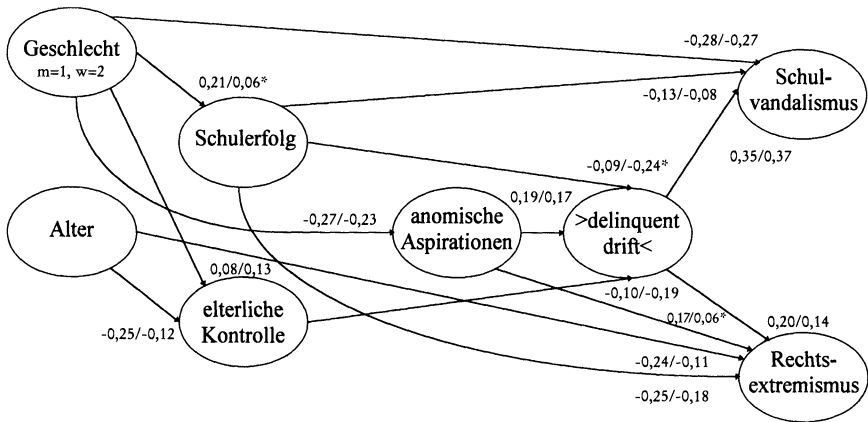 Geschlecht
m=1, w=2
-0,28/-0,27
Schul-
vandalismus
0,21/0,06*
-0,13/-0,08
Schulerfolg
-0,09/-0,24*
0,35/0,37
Alter
-0,27/-0,23
anomische
Aspirationen
0,19/0,17
>delinquent
drift<
0,08/0,13
elterliche
Kontrolle
-0,25/-0,12
-0,10/-0,19
0,17/0,06*
0,20/0,14
-0,24/-0,11
-0,25/-0,18
Rechts-
extremismus